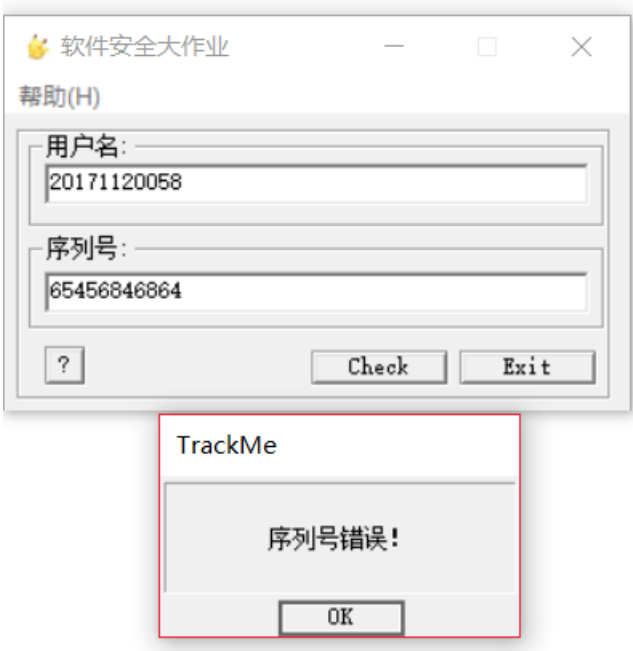 软件安全大作业
帮助(H)
用户名:
20171120058
序列号:
65456846864
?
Check
Exit
TrackMe
序列号错误!
OK